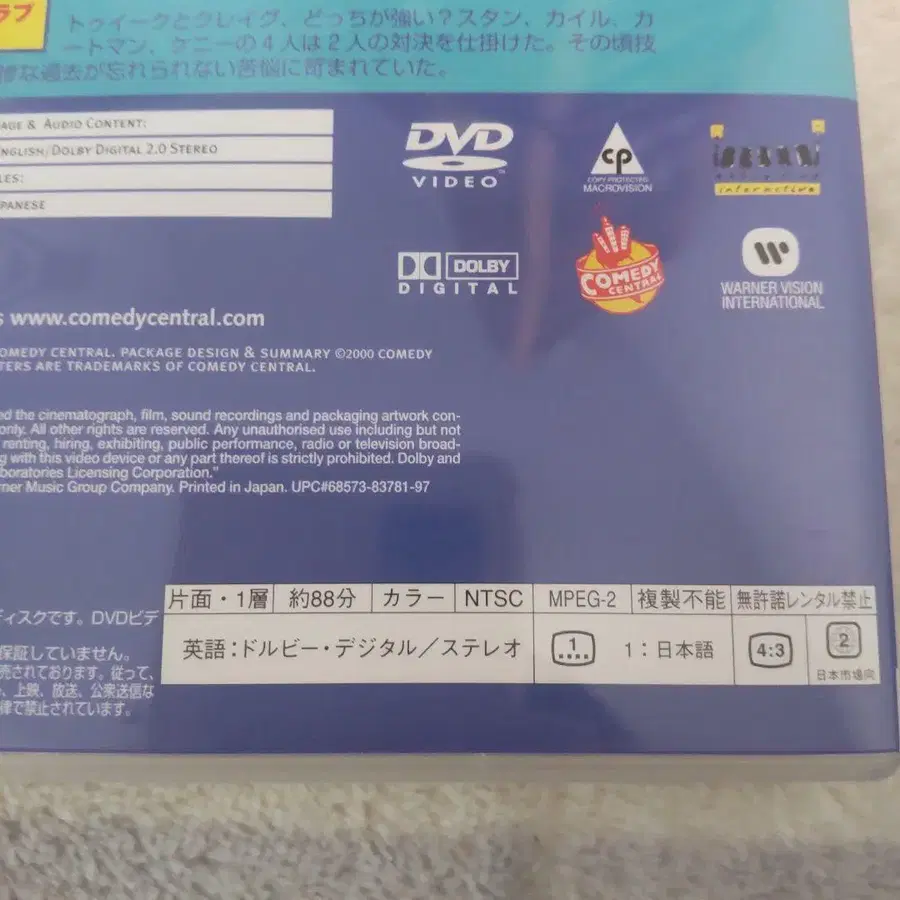 ラブ
トゥイークとクレイグ、どっちが強い？スタン、カイル、カ
ートマン、ケニーの４人は２人の対決を仕掛けた。その頃技
惨な過去が忘れられない苦悩に苛まれていた。
AGE & AUDIO CONTENT:
ENGLISH/DOLBY DIGITAL 2.0 STEREO
LES:
PANESE
DVD
VIDEO
CP
COPY PROTECTED
MACROVISION
interactive
DOLBY
DIGITAL
COMEDY
CENTRAL
WARNER VISION
INTERNATIONAL
s www.comedycentral.com
OMEDY CENTRAL. PACKAGE DESIGN & SUMMARY ©2000 COMEDY
TERS ARE TRADEMARKS OF COMEDY CENTRAL.
ed the cinematograph, film, sound recordings and packaging artwork con-
only. All other rights are reserved. Any unauthorised use including but not
renting, hiring, exhibiting, public performance, radio or television broad-
g with this video device or any part thereof is strictly prohibited. Dolby and
boratories Licensing Corporation."
rner Music Group Company. Printed in Japan. UPC#68573-83781-97
ディスクです。DVDビデ
保証していません。
売されております。従って、
、上映、放送、公衆送信な
律で禁止されています。
片面・1層 約88分 カラー NTSC MPEG-2 複製不能 無許諾レンタル禁止
英語：ドルビー・デジタル／ステレオ 1 1：日本語 4:3 2
日本市場向